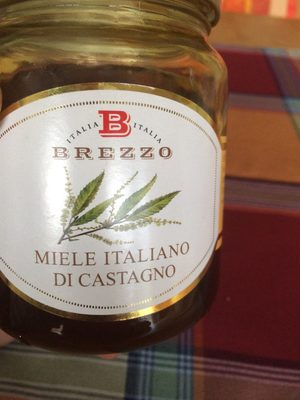 ITALIA B ITALIA
BREZZO
MIELE ITALIANO
DI CASTAGNO